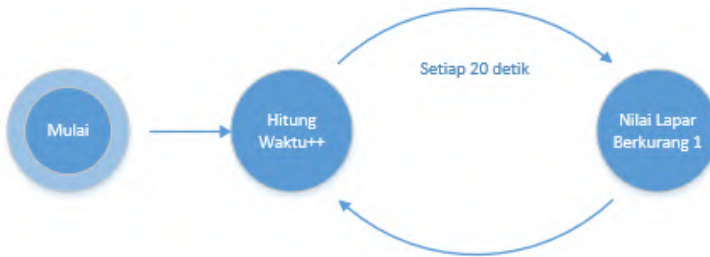 Setiap 20 detik
Mulai
Hitung
Waktu++
Nilai Lapar
Berkurang 1